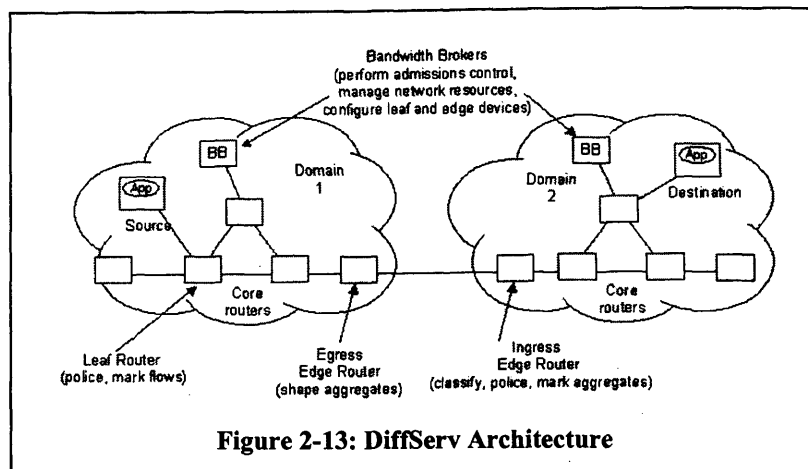 Bandwidth Brokers
(perform admissions control,
manage network resources,
configure leaf and edge devices)
BB
BB
App
App
Domain
1
Domain
2
Source
Destination
Core
routers
Core
routers
Leaf Router
(police, mark flows)
Egress
Edge Router
(shape aggregates)
Ingress
Edge Router
(classify, police, mark aggregates)
Figure 2-13: DiffServ Architecture